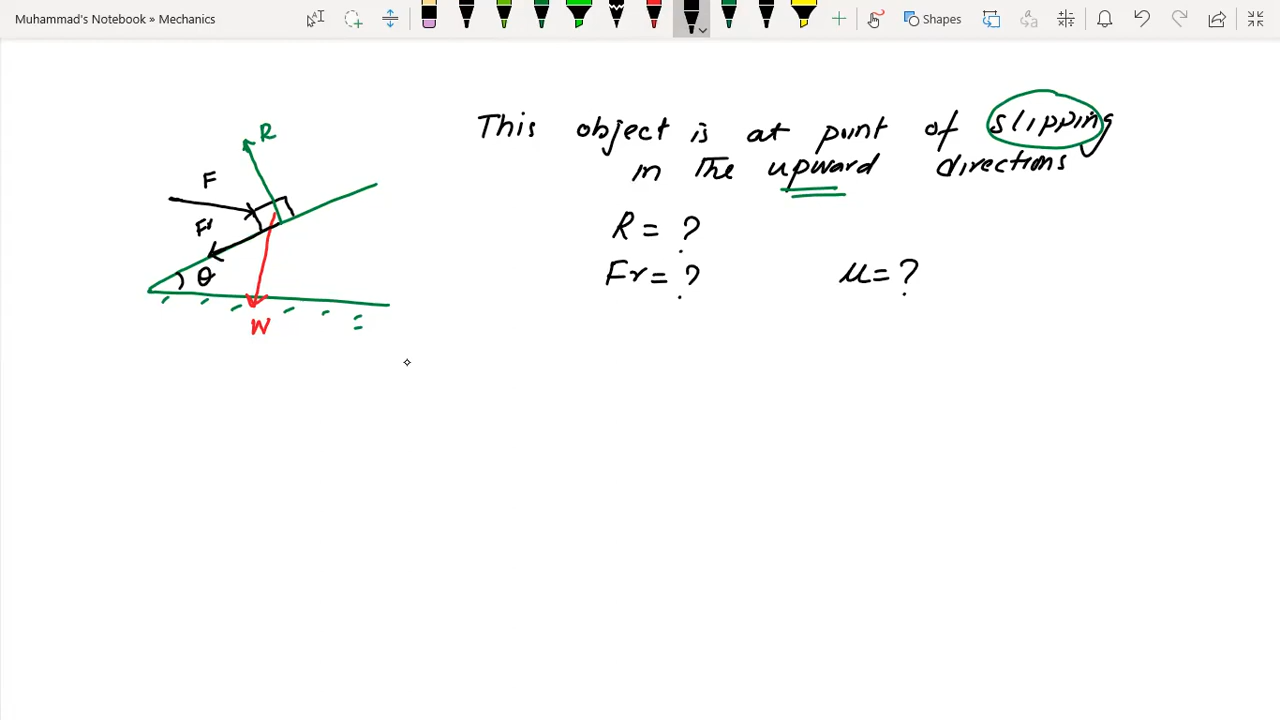 Muhammad's Notebook » Mechanics
Shapes
This object is at point of slipping
in the upward directions
R = ?
Fr = ? μ = ?
R
F
Fr
θ
W